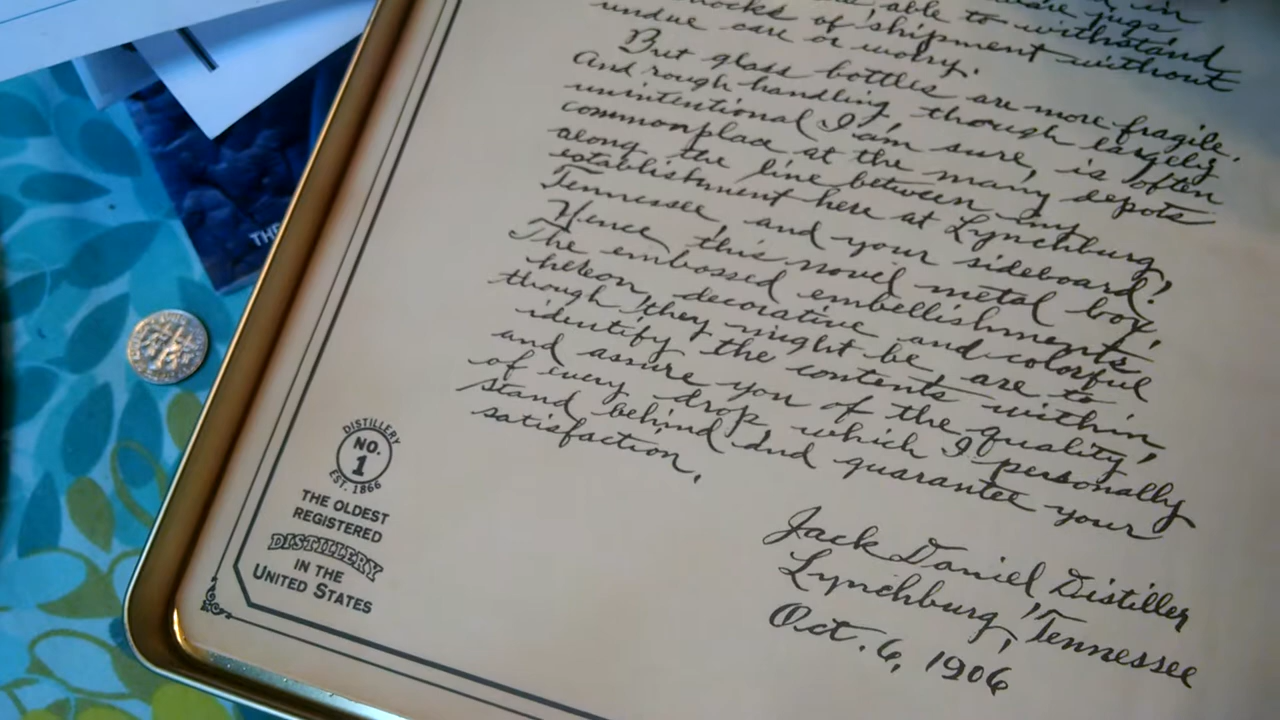 in
able to withstand
shocks of shipment without
undue care or worry.
But glass bottles are more fragile.
And rough handling though largely
unintentional I am sure, is often
commonplace at the many depots
along the line between my
establishment here at Lynchburg,
Tennessee and your sideboard!
Hence this novel metal box.
The embossed embellishments,
hereon decorative and colorful
though they might be are to
identify the contents within,
and assure you of the quality,
of every drop which I personally
stand behind and guarantee your
satisfaction.
Jack Daniel Distiller
Lynchburg, Tennessee
Oct. 6, 1906
DISTILLERY
NO.
1
EST. 1866
THE OLDEST
REGISTERED
DISTILLERY
IN THE
UNITED STATES